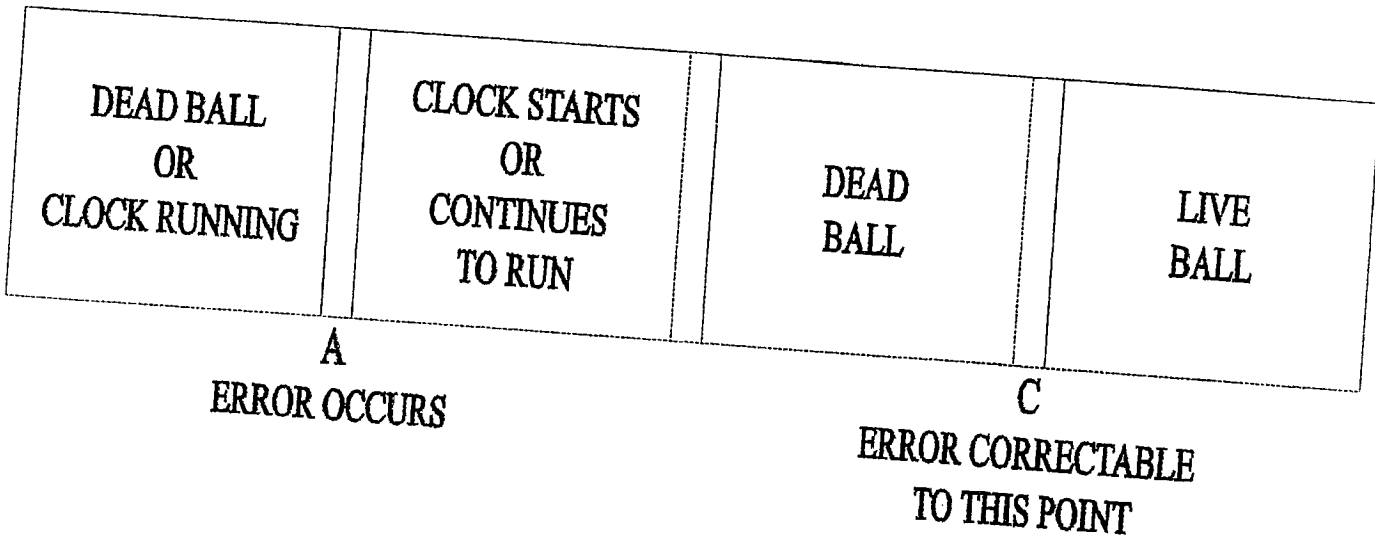 DEAD BALL
OR
CLOCK RUNNING
CLOCK STARTS
OR
CONTINUES
TO RUN
DEAD
BALL
LIVE
BALL
A
ERROR OCCURS
C
ERROR CORRECTABLE
TO THIS POINT